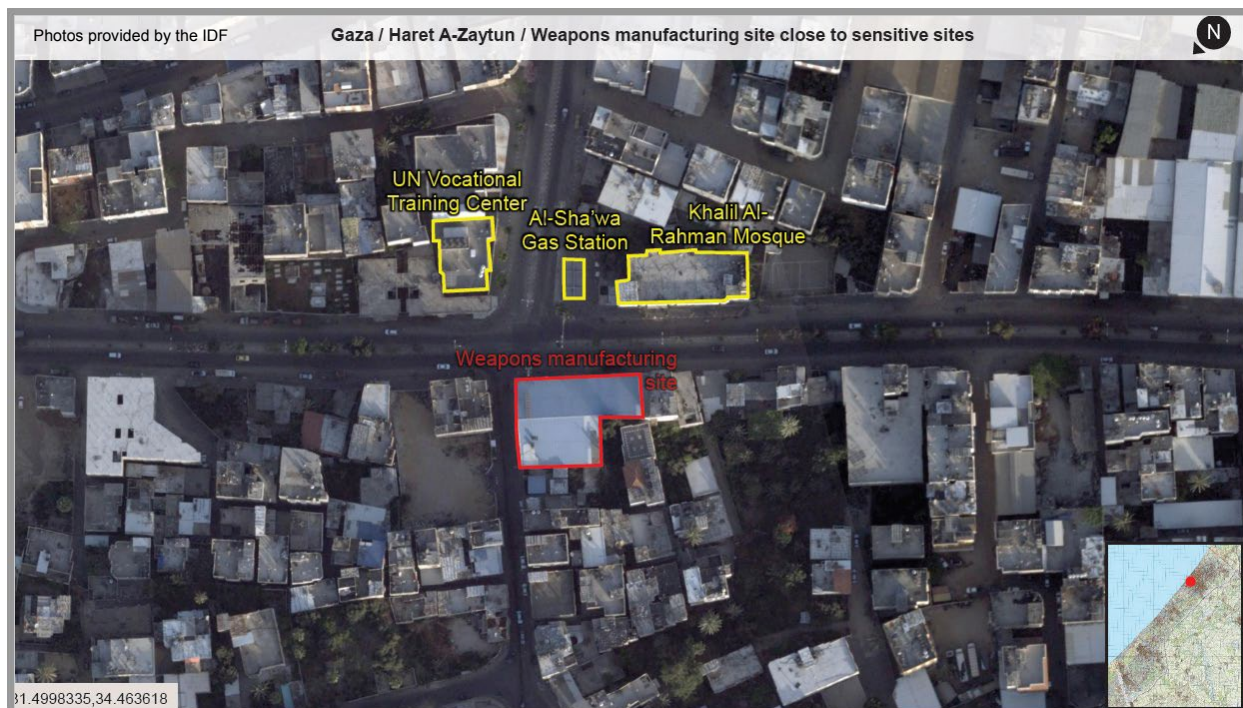 Photos provided by the IDF
Gaza / Haret A-Zaytun / Weapons manufacturing site close to sensitive sites
N
UN Vocational
Training Center
Al-Sha'wa
Gas Station
Khalil Al-
Rahman Mosque
Weapons manufacturing
site
31.4998335,34.463618